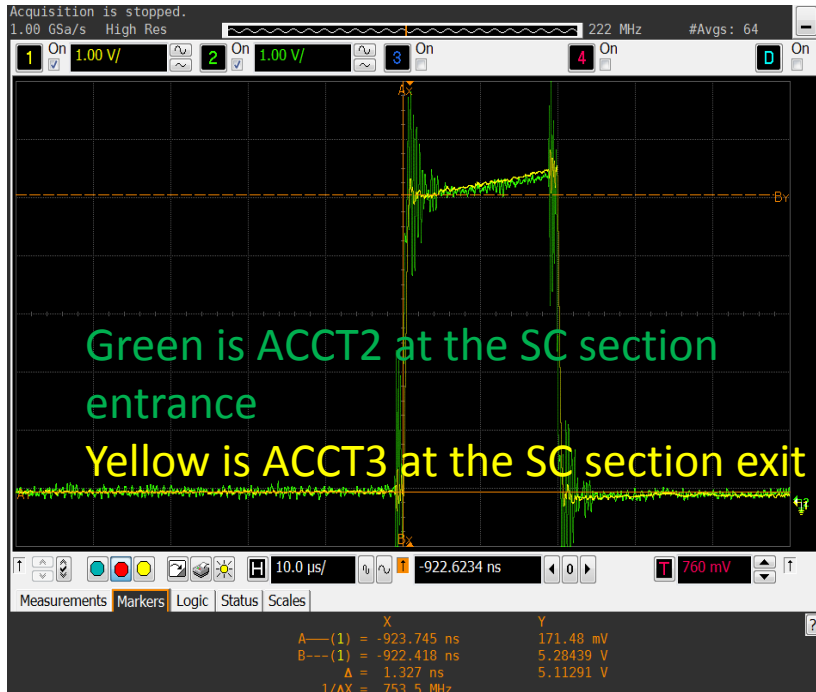 Acquisition is stopped.
1.00 GSa/s High Res 222 MHz #Avgs: 64
1 On 1.00 V/ 2 On 1.00 V/ 3 On 4 On D On
Ax
By
Green is ACCT2 at the SC section
entrance
Yellow is ACCT3 at the SC section exit
Bx
H 10.0 µs/ -922.6234 ns 0 T 760 mV
Measurements Markers Logic Status Scales
?
X Y
A——(1) = -923.745 ns 171.48 mV
B---(1) = -922.418 ns 5.28439 V
Δ = 1.327 ns 5.11291 V
1/ΔX = 753.5 MHz